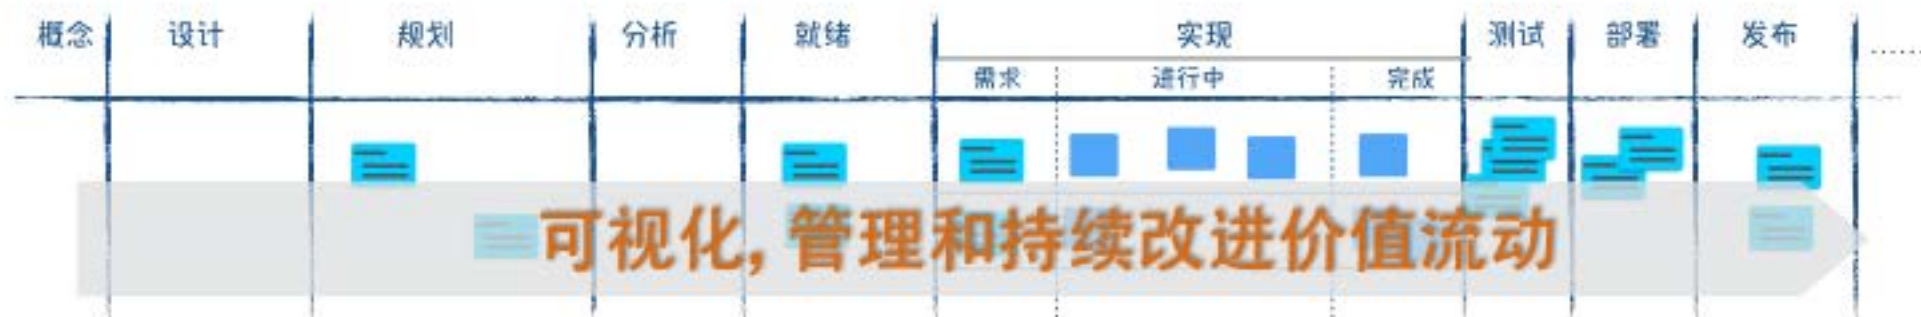 概念 设计 规划 分析 就绪 实现 测试 部署 发布
需求 进行中 完成
可视化, 管理和持续改进价值流动